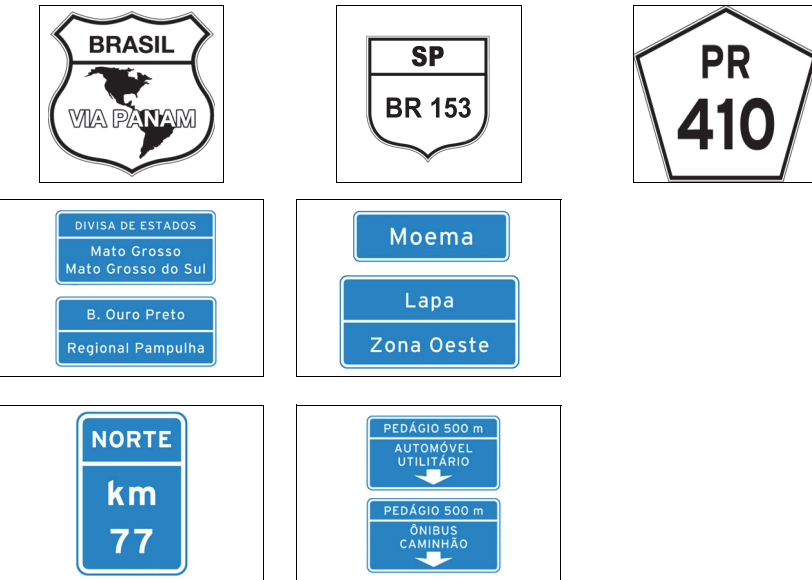 BRASIL
VIA PANAM
SP
BR 153
PR
410
DIVISA DE ESTADOS
Mato Grosso
Mato Grosso do Sul
B. Ouro Preto
Regional Pampulha
Moema
Lapa
Zona Oeste
NORTE
km
77
PEDÁGIO 500 m
AUTOMÓVEL
UTILITÁRIO
PEDÁGIO 500 m
ÔNIBUS
CAMINHÃO